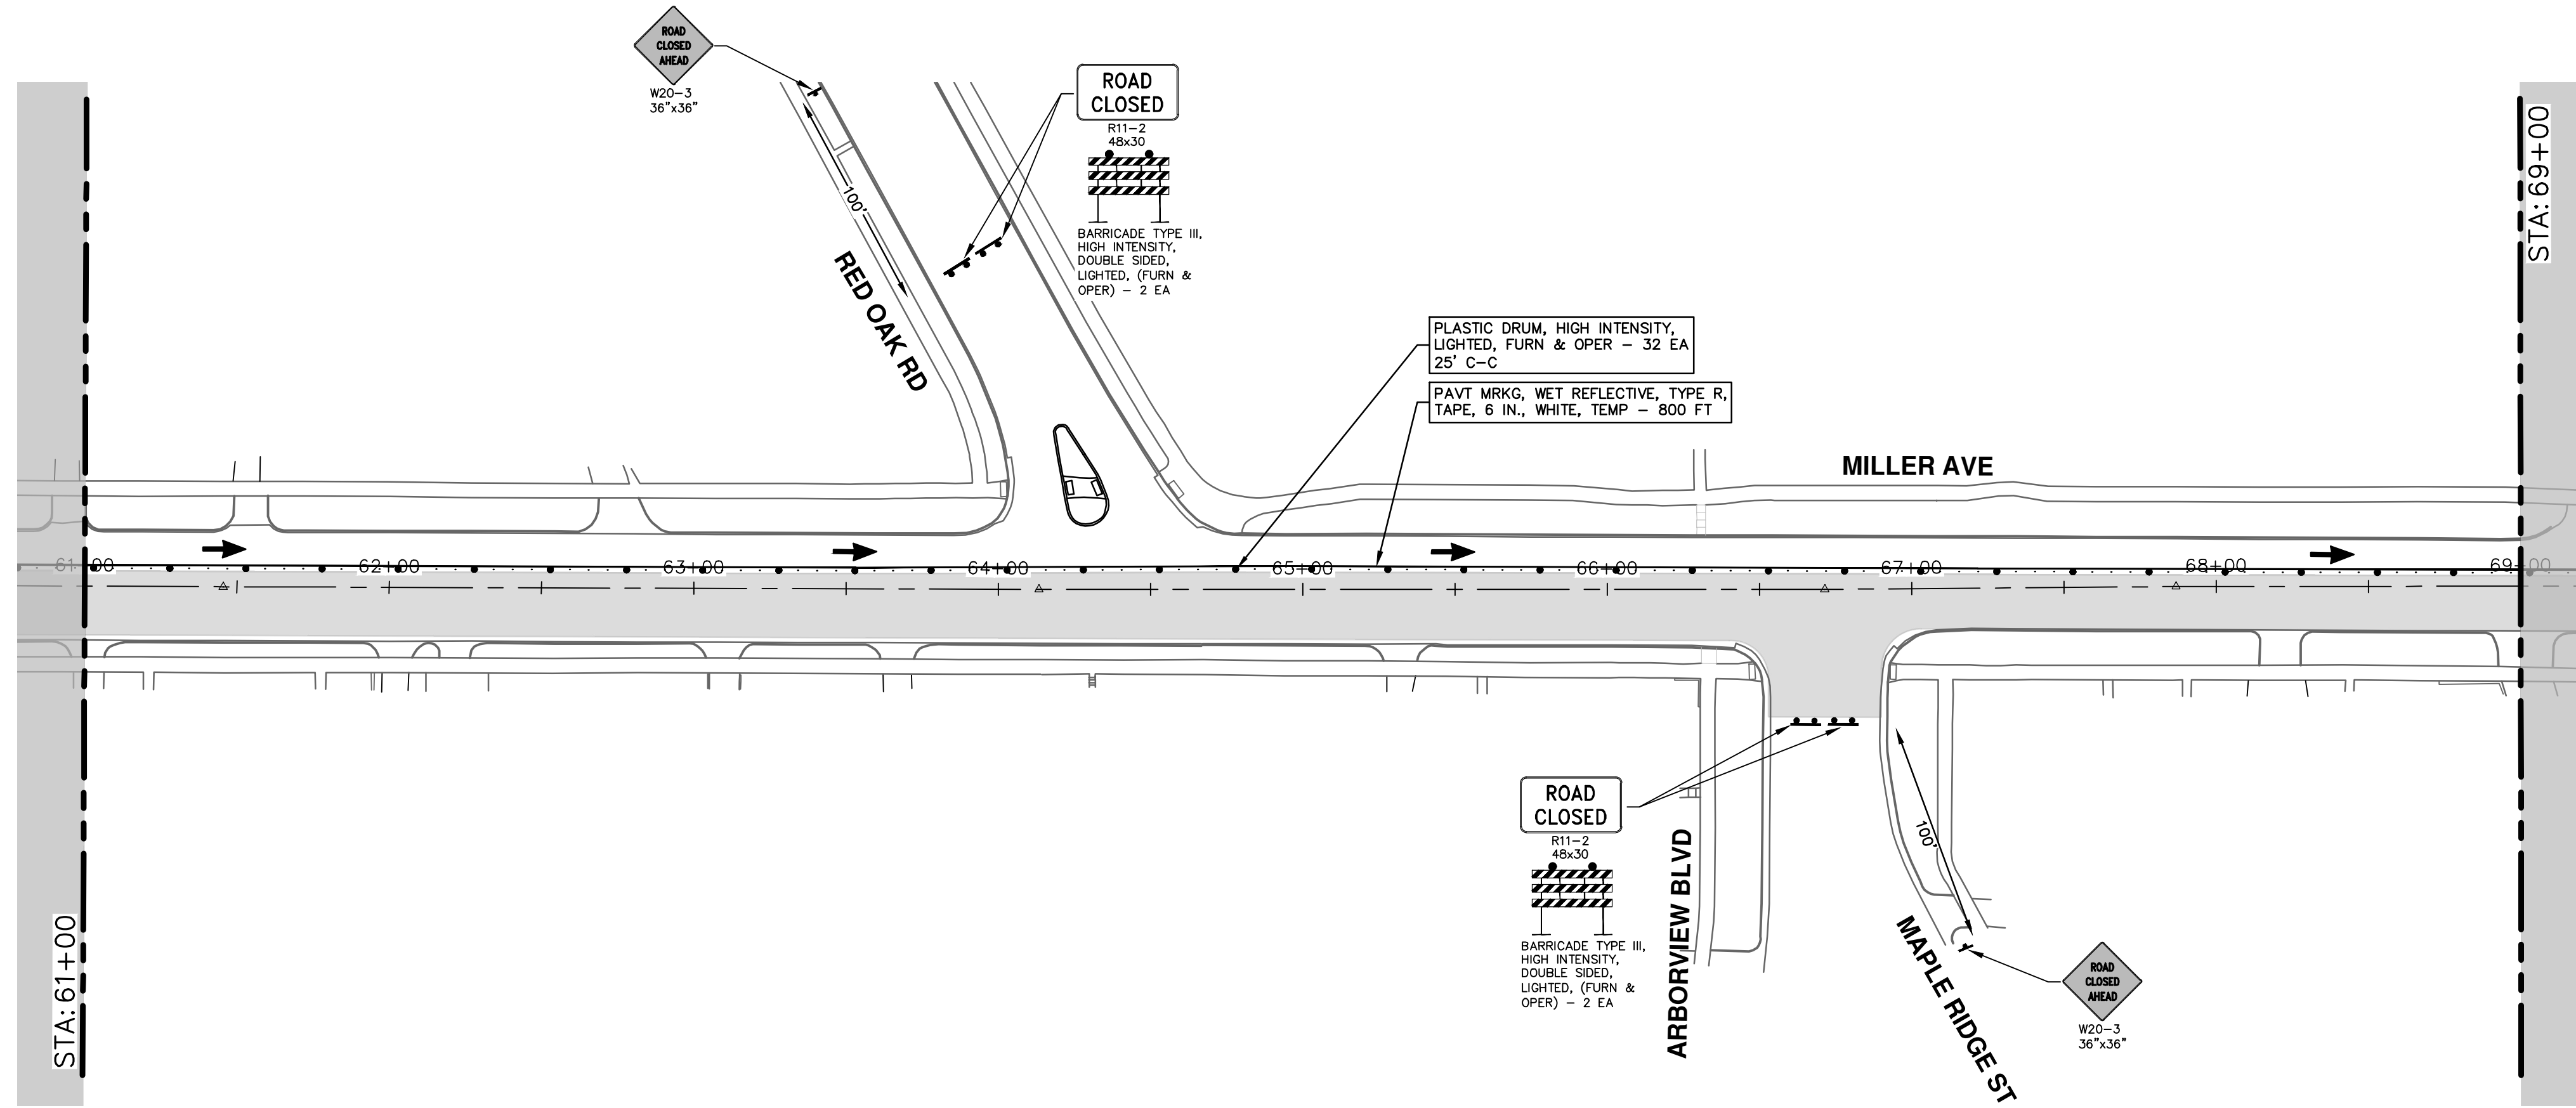 ROAD
CLOSED
AHEAD
W20-3
36"x36"
ROAD
CLOSED
R11-2
48x30
BARRICADE TYPE III,
HIGH INTENSITY,
DOUBLE SIDED,
LIGHTED, (FURN &
OPER) - 2 EA
100'
RED OAK RD
STA: 69+00
PLASTIC DRUM, HIGH INTENSITY,
LIGHTED, FURN & OPER - 32 EA
25' C-C
PAVT MRKG, WET REFLECTIVE, TYPE R,
TAPE, 6 IN., WHITE, TEMP - 800 FT
MILLER AVE
61+00
62+00
63+00
64+00
65+00
66+00
67+00
68+00
69+00
ROAD
CLOSED
R11-2
48x30
BARRICADE TYPE III,
HIGH INTENSITY,
DOUBLE SIDED,
LIGHTED, (FURN &
OPER) - 2 EA
100'
STA: 61+00
ARBORVIEW BLVD
MAPLE RIDGE ST
ROAD
CLOSED
AHEAD
W20-3
36"x36"